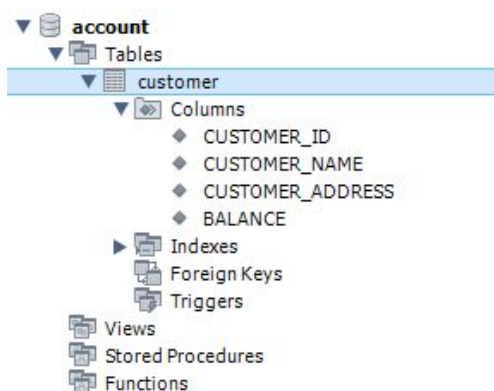 account
Tables
customer
Columns
CUSTOMER_ID
CUSTOMER_NAME
CUSTOMER_ADDRESS
BALANCE
Indexes
Foreign Keys
Triggers
Views
Stored Procedures
Functions